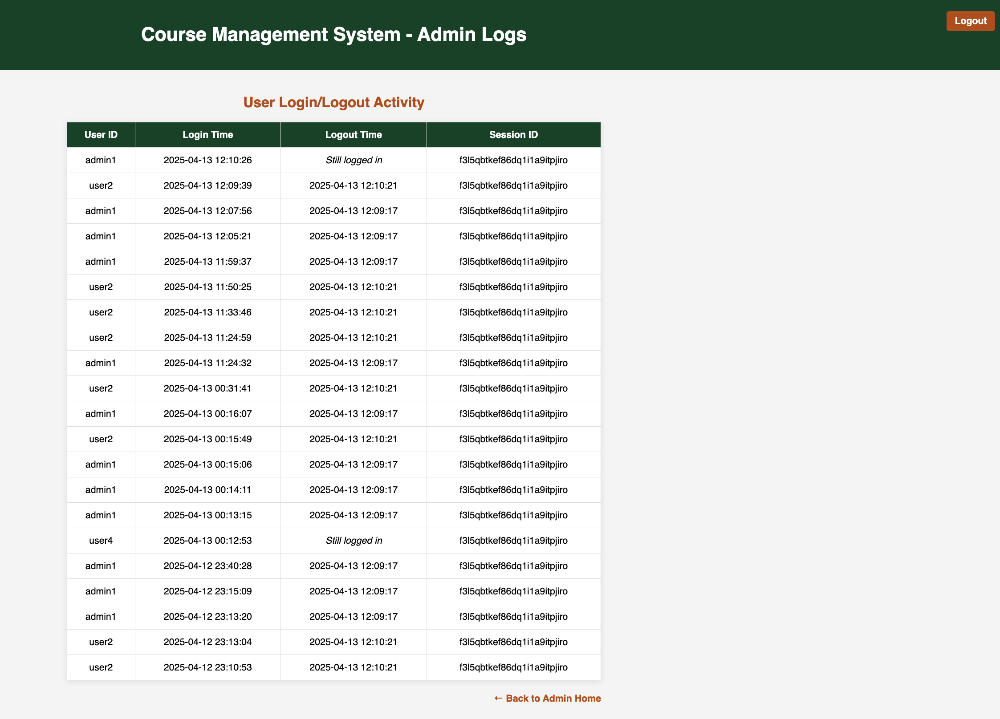 Course Management System - Admin Logs
Logout
User Login/Logout Activity
User ID Login Time Logout Time Session ID
admin1 2025-04-13 12:10:26 Still logged in f3l5qbtkef86dq1i1a9itpjiro
user2 2025-04-13 12:09:39 2025-04-13 12:10:21 f3l5qbtkef86dq1i1a9itpjiro
admin1 2025-04-13 12:07:56 2025-04-13 12:09:17 f3l5qbtkef86dq1i1a9itpjiro
admin1 2025-04-13 12:05:21 2025-04-13 12:09:17 f3l5qbtkef86dq1i1a9itpjiro
admin1 2025-04-13 11:59:37 2025-04-13 12:09:17 f3l5qbtkef86dq1i1a9itpjiro
user2 2025-04-13 11:50:25 2025-04-13 12:10:21 f3l5qbtkef86dq1i1a9itpjiro
user2 2025-04-13 11:33:46 2025-04-13 12:10:21 f3l5qbtkef86dq1i1a9itpjiro
user2 2025-04-13 11:24:59 2025-04-13 12:10:21 f3l5qbtkef86dq1i1a9itpjiro
admin1 2025-04-13 11:24:32 2025-04-13 12:09:17 f3l5qbtkef86dq1i1a9itpjiro
user2 2025-04-13 00:31:41 2025-04-13 12:10:21 f3l5qbtkef86dq1i1a9itpjiro
admin1 2025-04-13 00:16:07 2025-04-13 12:09:17 f3l5qbtkef86dq1i1a9itpjiro
user2 2025-04-13 00:15:49 2025-04-13 12:10:21 f3l5qbtkef86dq1i1a9itpjiro
admin1 2025-04-13 00:15:06 2025-04-13 12:09:17 f3l5qbtkef86dq1i1a9itpjiro
admin1 2025-04-13 00:14:11 2025-04-13 12:09:17 f3l5qbtkef86dq1i1a9itpjiro
admin1 2025-04-13 00:13:15 2025-04-13 12:09:17 f3l5qbtkef86dq1i1a9itpjiro
user4 2025-04-13 00:12:53 Still logged in f3l5qbtkef86dq1i1a9itpjiro
admin1 2025-04-12 23:40:28 2025-04-13 12:09:17 f3l5qbtkef86dq1i1a9itpjiro
admin1 2025-04-12 23:15:09 2025-04-13 12:09:17 f3l5qbtkef86dq1i1a9itpjiro
admin1 2025-04-12 23:13:20 2025-04-13 12:09:17 f3l5qbtkef86dq1i1a9itpjiro
user2 2025-04-12 23:13:04 2025-04-13 12:10:21 f3l5qbtkef86dq1i1a9itpjiro
user2 2025-04-12 23:10:53 2025-04-13 12:10:21 f3l5qbtkef86dq1i1a9itpjiro
← Back to Admin Home